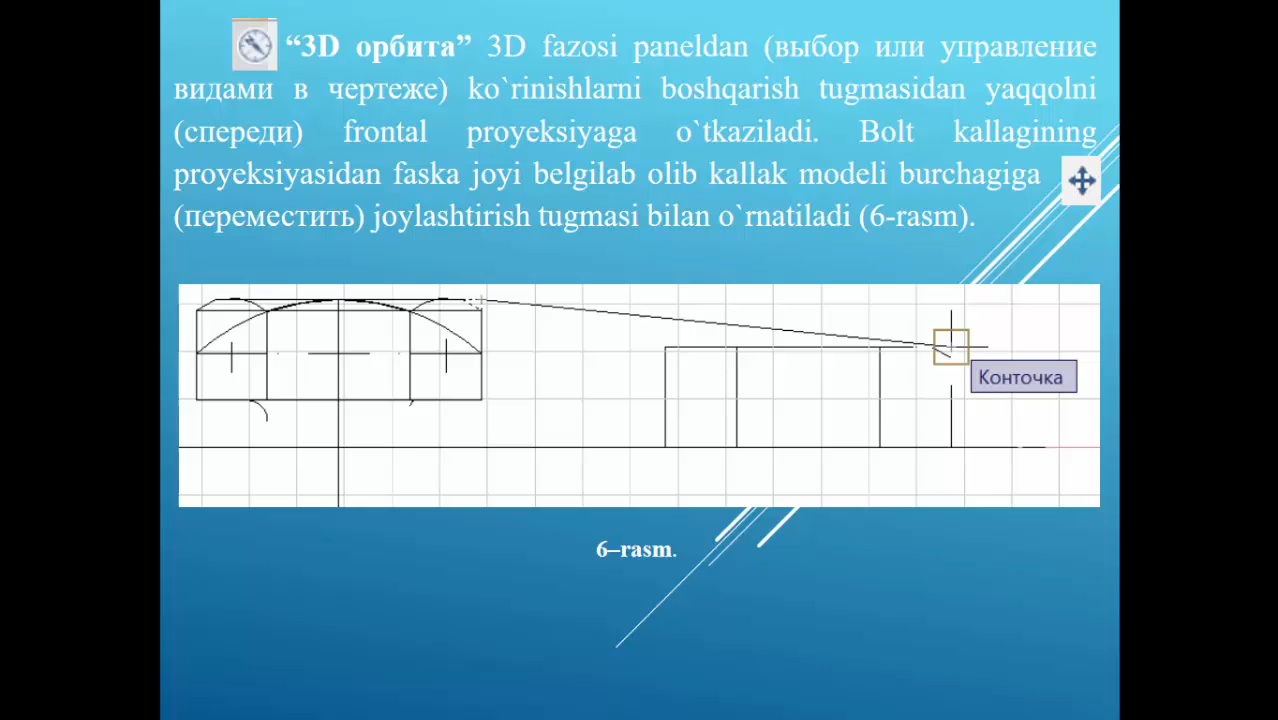 “3D орбита” 3D fazosi paneldan (выбор или управление
видами в чертеже) ko`rinishlarni boshqarish tugmasidan yaqqolni
(спереди) frontal proyeksiyaga o`tkaziladi. Bolt kallagining
proyeksiyasidan faska joyi belgilab olib kallak modeli burchagiga
(переместить) joylashtirish tugmasi bilan o`rnatiladi (6-rasm).
Конточка
6–rasm.